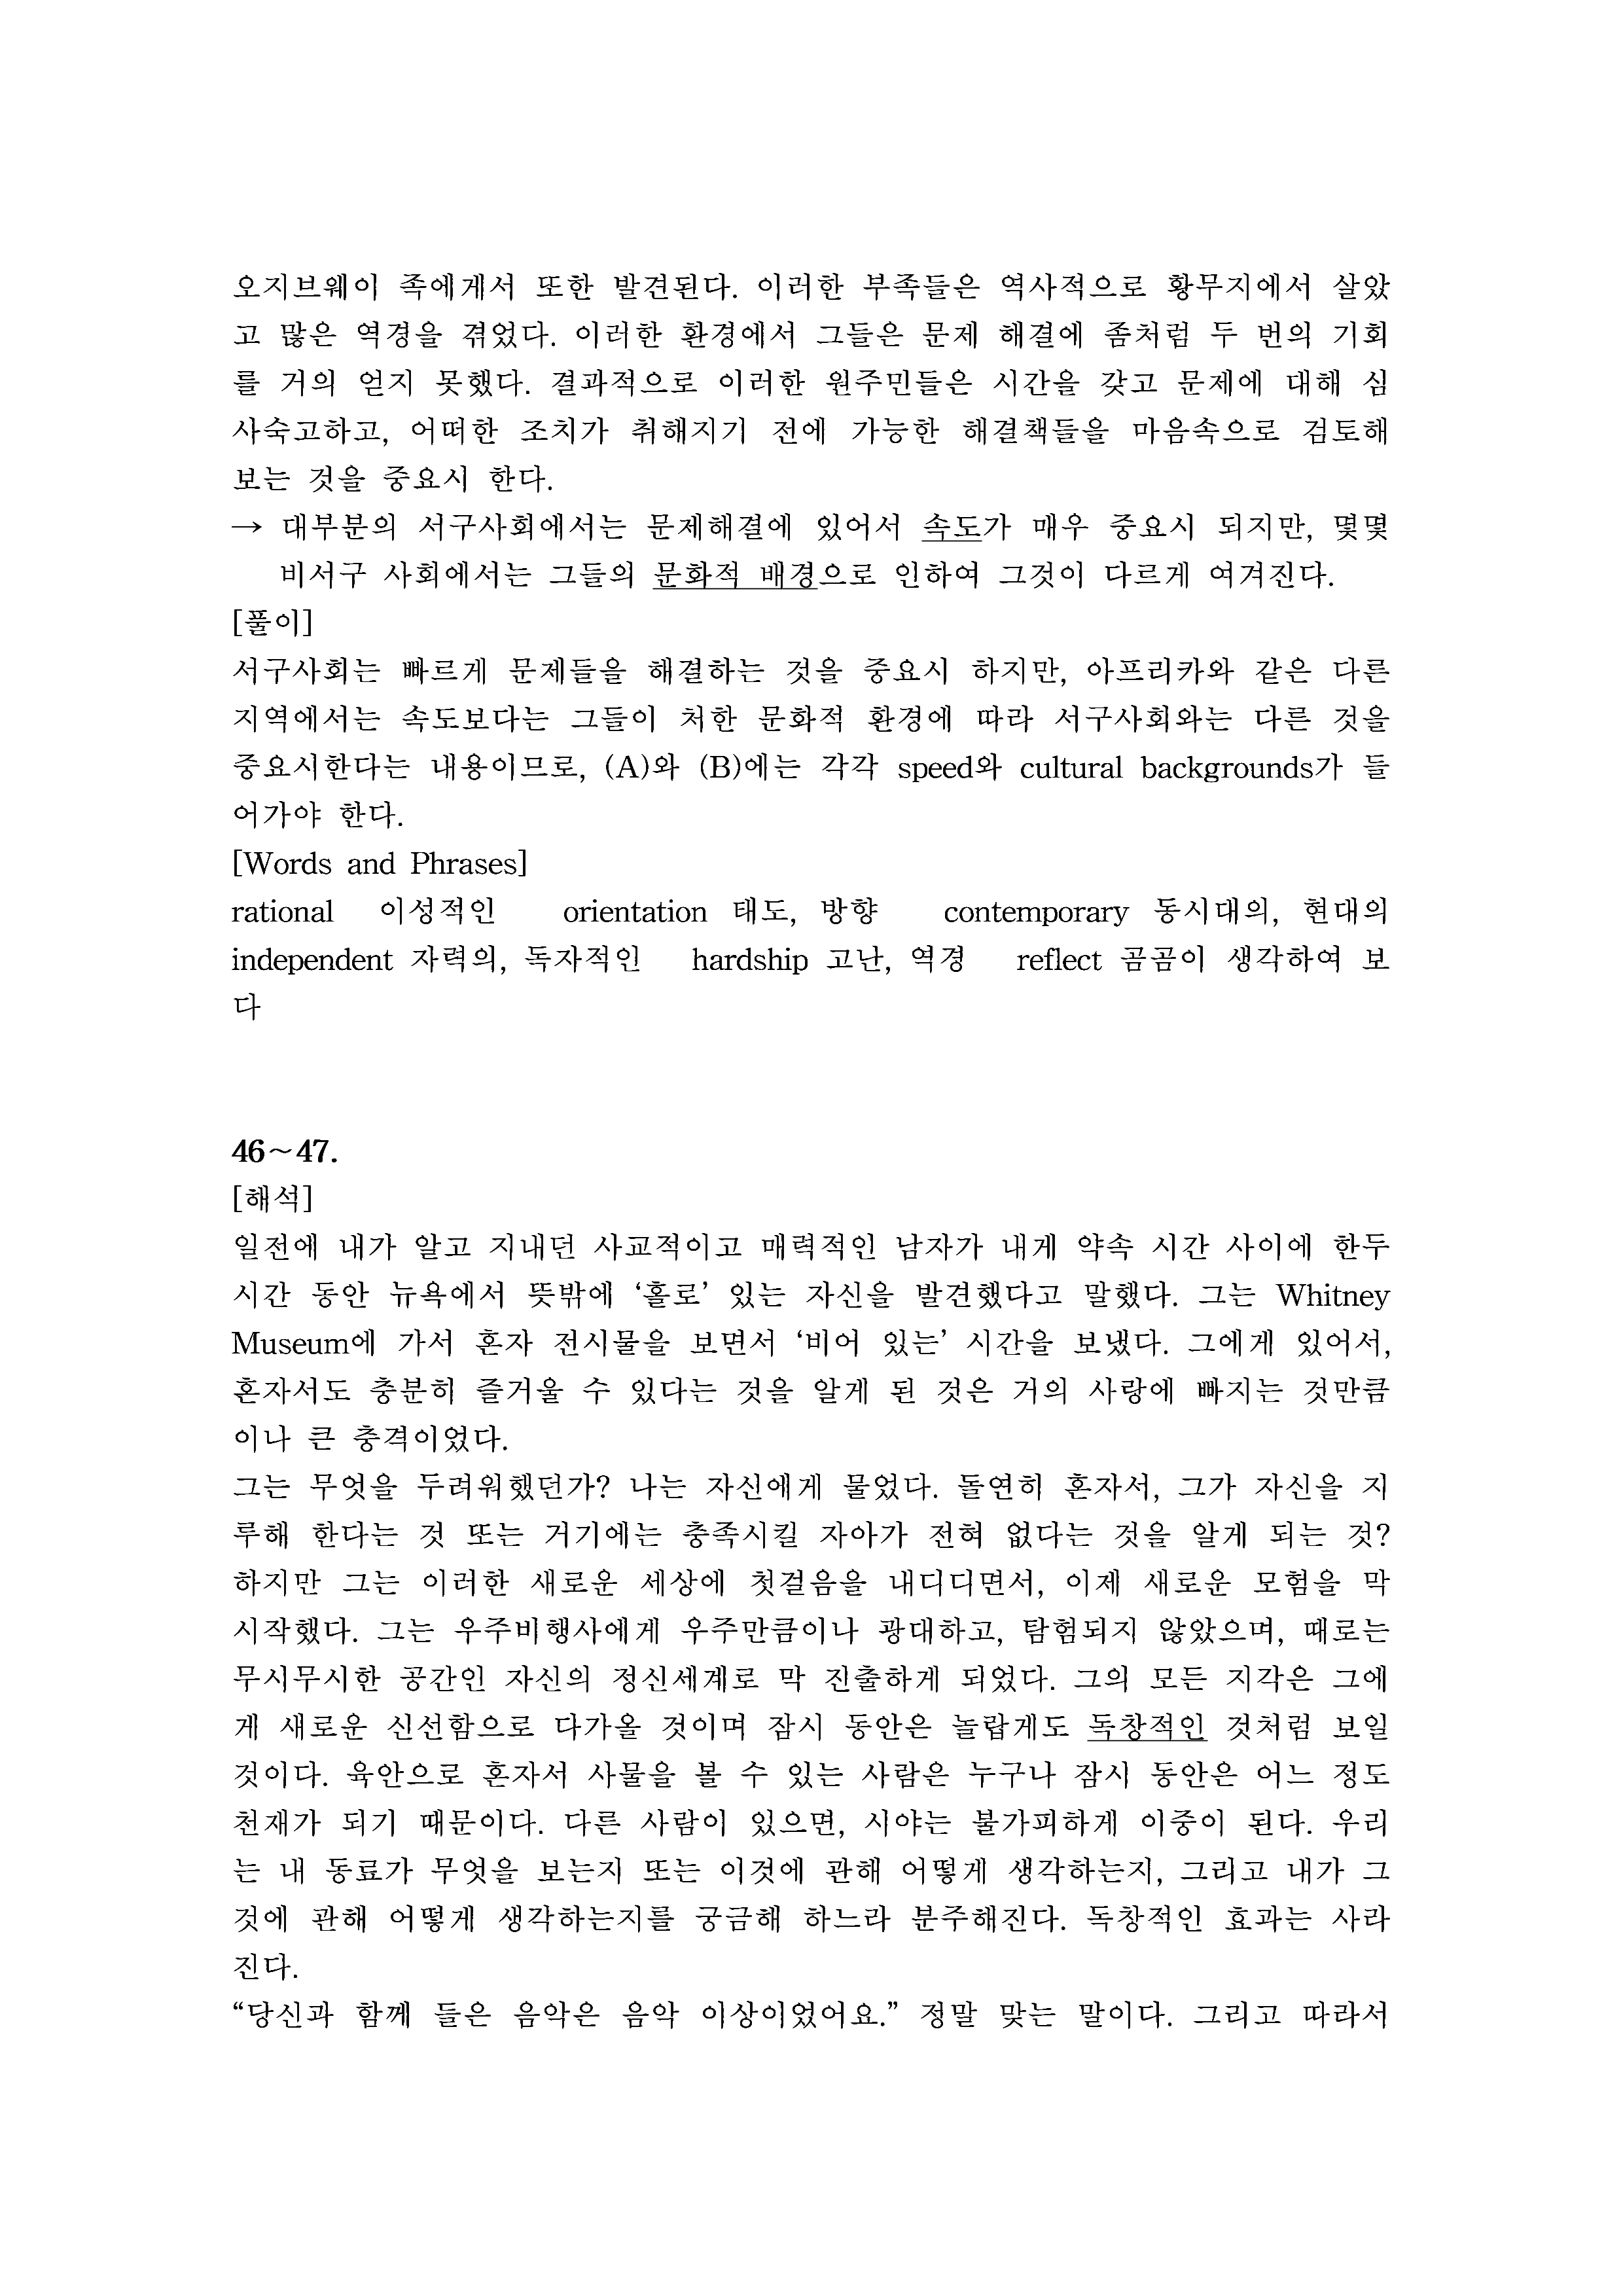 오지브웨이 족에게서 또한 발견된다. 이러한 부족들은 역사적으로 황무지에서 살았
고 많은 역경을 겪었다. 이러한 환경에서 그들은 문제 해결에 좀처럼 두 번의 기회
를 거의 얻지 못했다. 결과적으로 이러한 원주민들은 시간을 갖고 문제에 대해 심
사숙고하고, 어떠한 조치가 취해지기 전에 가능한 해결책들을 마음속으로 검토해
보는 것을 중요시 한다.
→ 대부분의 서구사회에서는 문제해결에 있어서 속도가 매우 중요시 되지만, 몇몇
비서구 사회에서는 그들의 문화적 배경으로 인하여 그것이 다르게 여겨진다.
[풀이]
서구사회는 빠르게 문제들을 해결하는 것을 중요시 하지만, 아프리카와 같은 다른
지역에서는 속도보다는 그들이 처한 문화적 환경에 따라 서구사회와는 다른 것을
중요시한다는 내용이므로, (A)와 (B)에는 각각 speed와 cultural backgrounds가 들
어가야 한다.
[Words and Phrases]
rational 이성적인 orientation 태도, 방향 contemporary 동시대의, 현대의
independent 자력의, 독자적인 hardship 고난, 역경 reflect 곰곰이 생각하여 보
다
46～47.
[해석]
일전에 내가 알고 지내던 사교적이고 매력적인 남자가 내게 약속 시간 사이에 한두
시간 동안 뉴욕에서 뜻밖에 ‘홀로’ 있는 자신을 발견했다고 말했다. 그는 Whitney
Museum에 가서 혼자 전시물을 보면서 ‘비어 있는’ 시간을 보냈다. 그에게 있어서,
혼자서도 충분히 즐거울 수 있다는 것을 알게 된 것은 거의 사랑에 빠지는 것만큼
이나 큰 충격이었다.
그는 무엇을 두려워했던가? 나는 자신에게 물었다. 돌연히 혼자서, 그가 자신을 지
루해 한다는 것 또는 거기에는 충족시킬 자아가 전혀 없다는 것을 알게 되는 것?
하지만 그는 이러한 새로운 세상에 첫걸음을 내디디면서, 이제 새로운 모험을 막
시작했다. 그는 우주비행사에게 우주만큼이나 광대하고, 탐험되지 않았으며, 때로는
무시무시한 공간인 자신의 정신세계로 막 진출하게 되었다. 그의 모든 지각은 그에
게 새로운 신선함으로 다가올 것이며 잠시 동안은 놀랍게도 독창적인 것처럼 보일
것이다. 육안으로 혼자서 사물을 볼 수 있는 사람은 누구나 잠시 동안은 어느 정도
천재가 되기 때문이다. 다른 사람이 있으면, 시야는 불가피하게 이중이 된다. 우리
는 내 동료가 무엇을 보는지 또는 이것에 관해 어떻게 생각하는지, 그리고 내가 그
것에 관해 어떻게 생각하는지를 궁금해 하느라 분주해진다. 독창적인 효과는 사라
진다.
“당신과 함께 들은 음악은 음악 이상이었어요.” 정말 맞는 말이다. 그리고 따라서